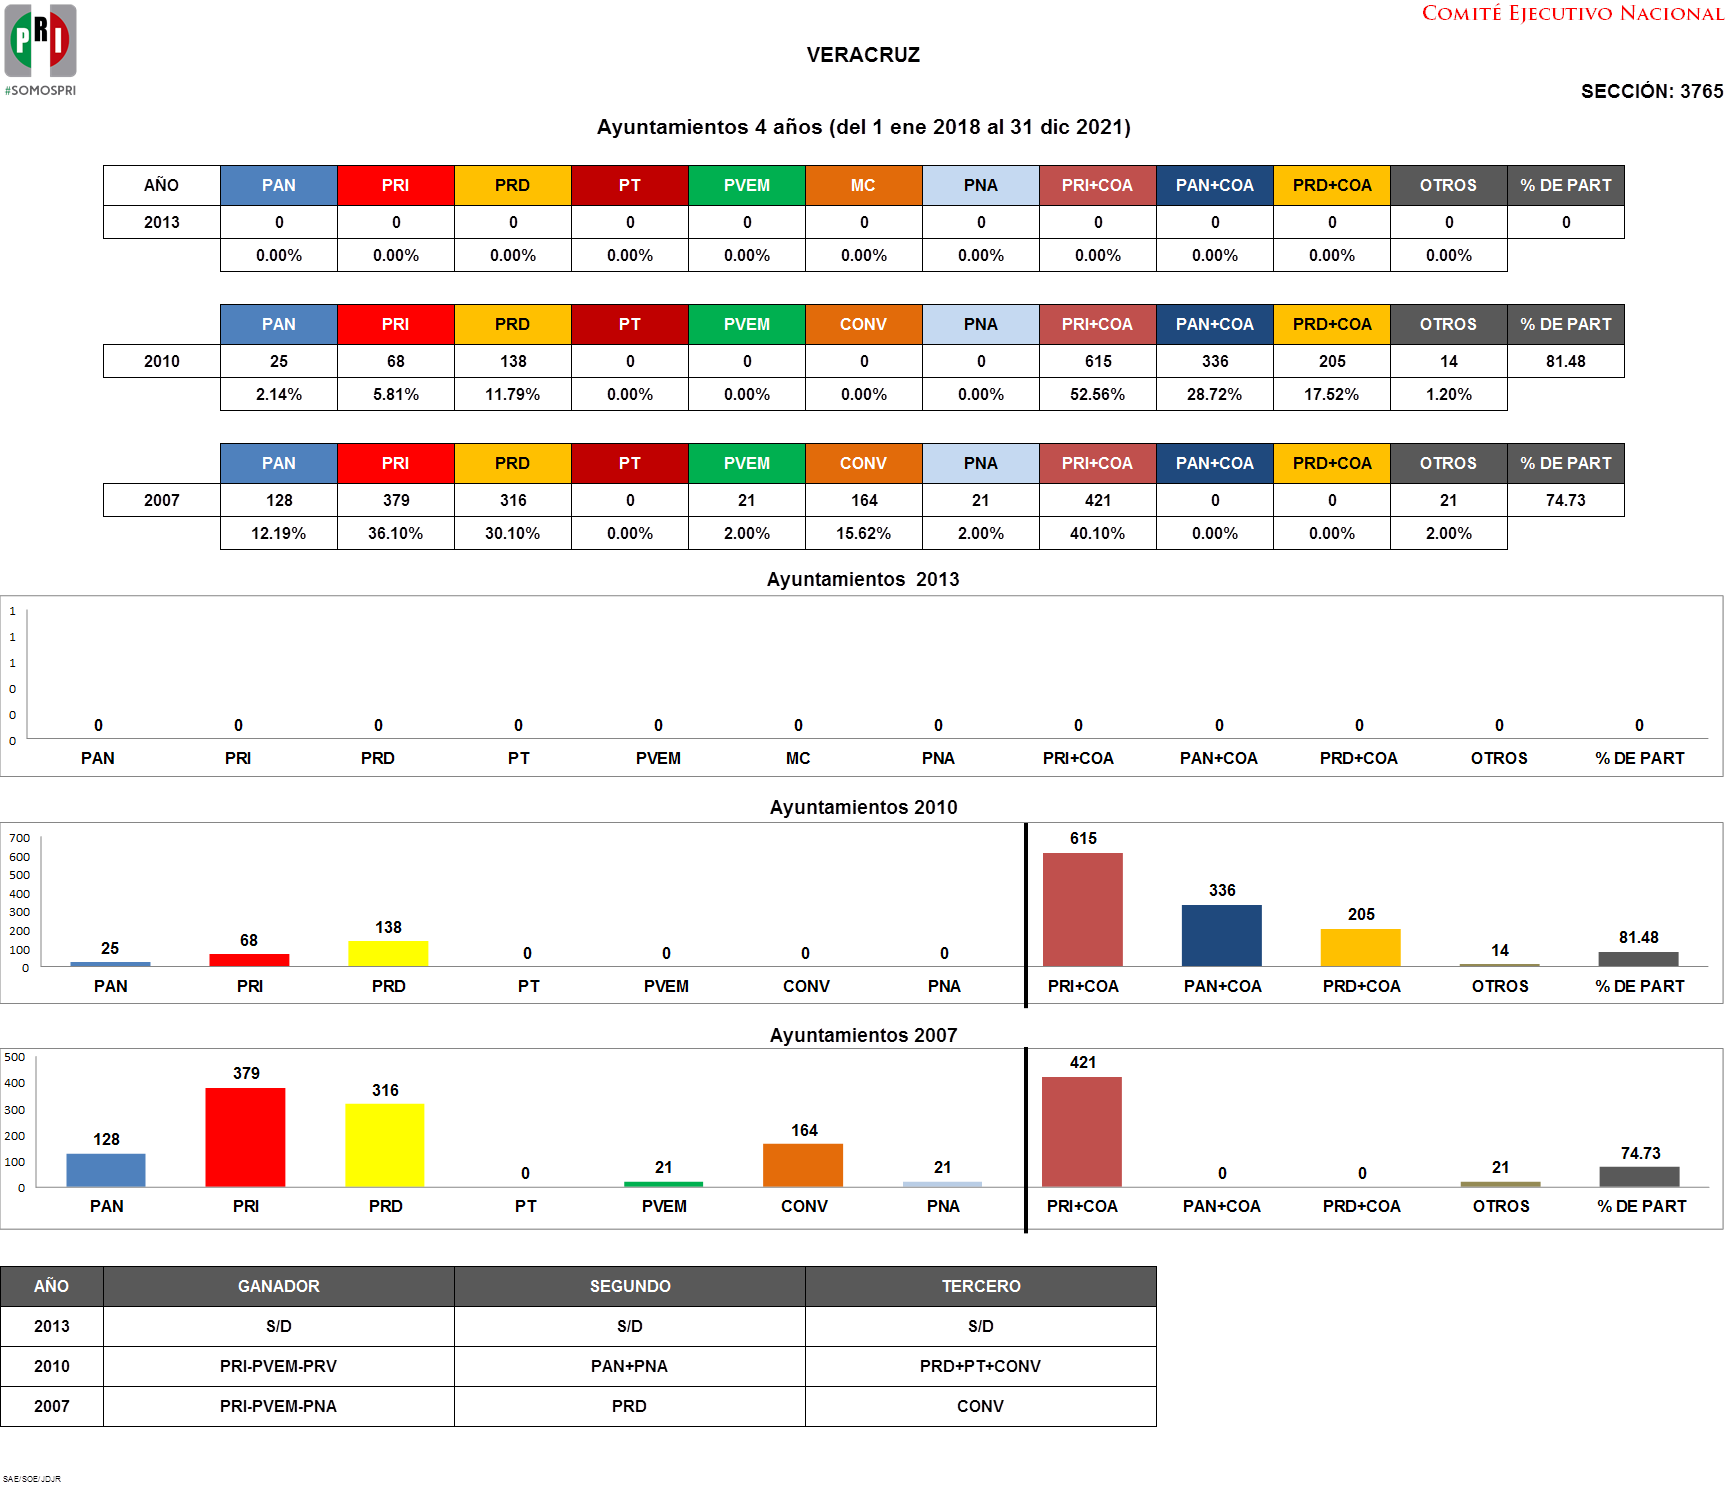 PRI
#SOMOSPRI
COMITÉ EJECUTIVO NACIONAL
VERACRUZ
SECCIÓN: 3765
Ayuntamientos 4 años (del 1 ene 2018 al 31 dic 2021)
AÑO PAN PRI PRD PT PVEM MC PNA PRI+COA PAN+COA PRD+COA OTROS % DE PART
2013 0 0 0 0 0 0 0 0 0 0 0 0
0.00% 0.00% 0.00% 0.00% 0.00% 0.00% 0.00% 0.00% 0.00% 0.00% 0.00%
PAN PRI PRD PT PVEM CONV PNA PRI+COA PAN+COA PRD+COA OTROS % DE PART
2010 25 68 138 0 0 0 0 615 336 205 14 81.48
2.14% 5.81% 11.79% 0.00% 0.00% 0.00% 0.00% 52.56% 28.72% 17.52% 1.20%
PAN PRI PRD PT PVEM CONV PNA PRI+COA PAN+COA PRD+COA OTROS % DE PART
2007 128 379 316 0 21 164 21 421 0 0 21 74.73
12.19% 36.10% 30.10% 0.00% 2.00% 15.62% 2.00% 40.10% 0.00% 0.00% 2.00%
Ayuntamientos 2013
1
1
1
0
0
0
0 0 0 0 0 0 0 0 0 0 0 0
PAN PRI PRD PT PVEM MC PNA PRI+COA PAN+COA PRD+COA OTROS % DE PART
Ayuntamientos 2010
700
600
500
400
300
200
100
0
25 68 138 0 0 0 0 615 336 205 14 81.48
PAN PRI PRD PT PVEM CONV PNA PRI+COA PAN+COA PRD+COA OTROS % DE PART
Ayuntamientos 2007
500
400
300
200
100
0
128 379 316 0 21 164 21 421 0 0 21 74.73
PAN PRI PRD PT PVEM CONV PNA PRI+COA PAN+COA PRD+COA OTROS % DE PART
AÑO GANADOR SEGUNDO TERCERO
2013 S/D S/D S/D
2010 PRI-PVEM-PRV PAN+PNA PRD+PT+CONV
2007 PRI-PVEM-PNA PRD CONV
SAE/SOE/JDJR